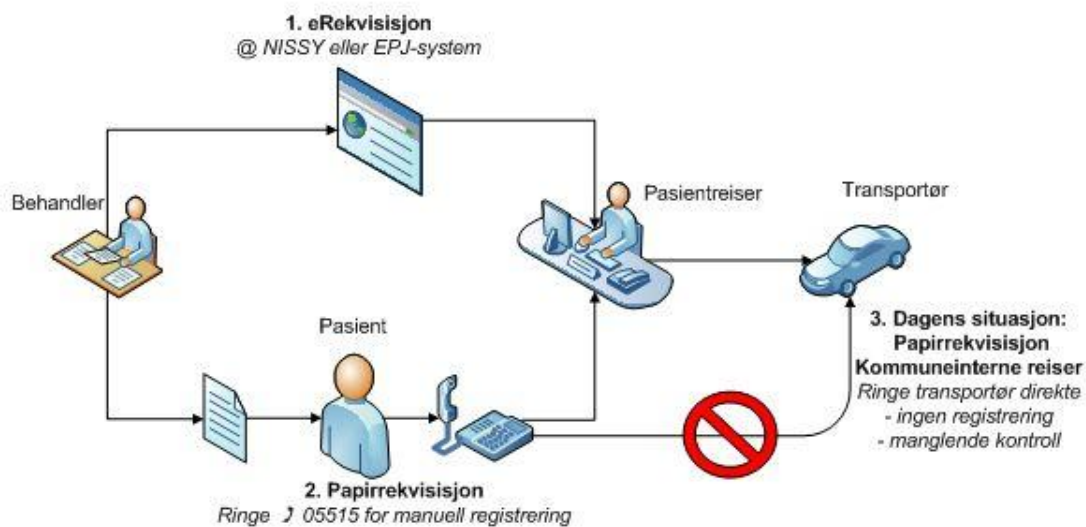 1. eRekvisisjon
@ NISSY eller EPJ-system
Behandler
Pasientreiser
Transportør
Pasient
3. Dagens situasjon:
Papirrekvisisjon
Kommuneinterne reiser
Ringe transportør direkte
- ingen registrering
- manglende kontroll
2. Papirrekvisisjon
Ringe 05515 for manuell registrering